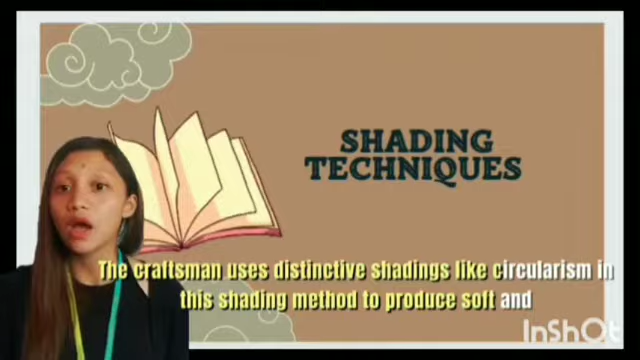 SHADING
TECHNIQUES
The craftsman uses distinctive shadings like circularism in
this shading method to produce soft and
InShOt